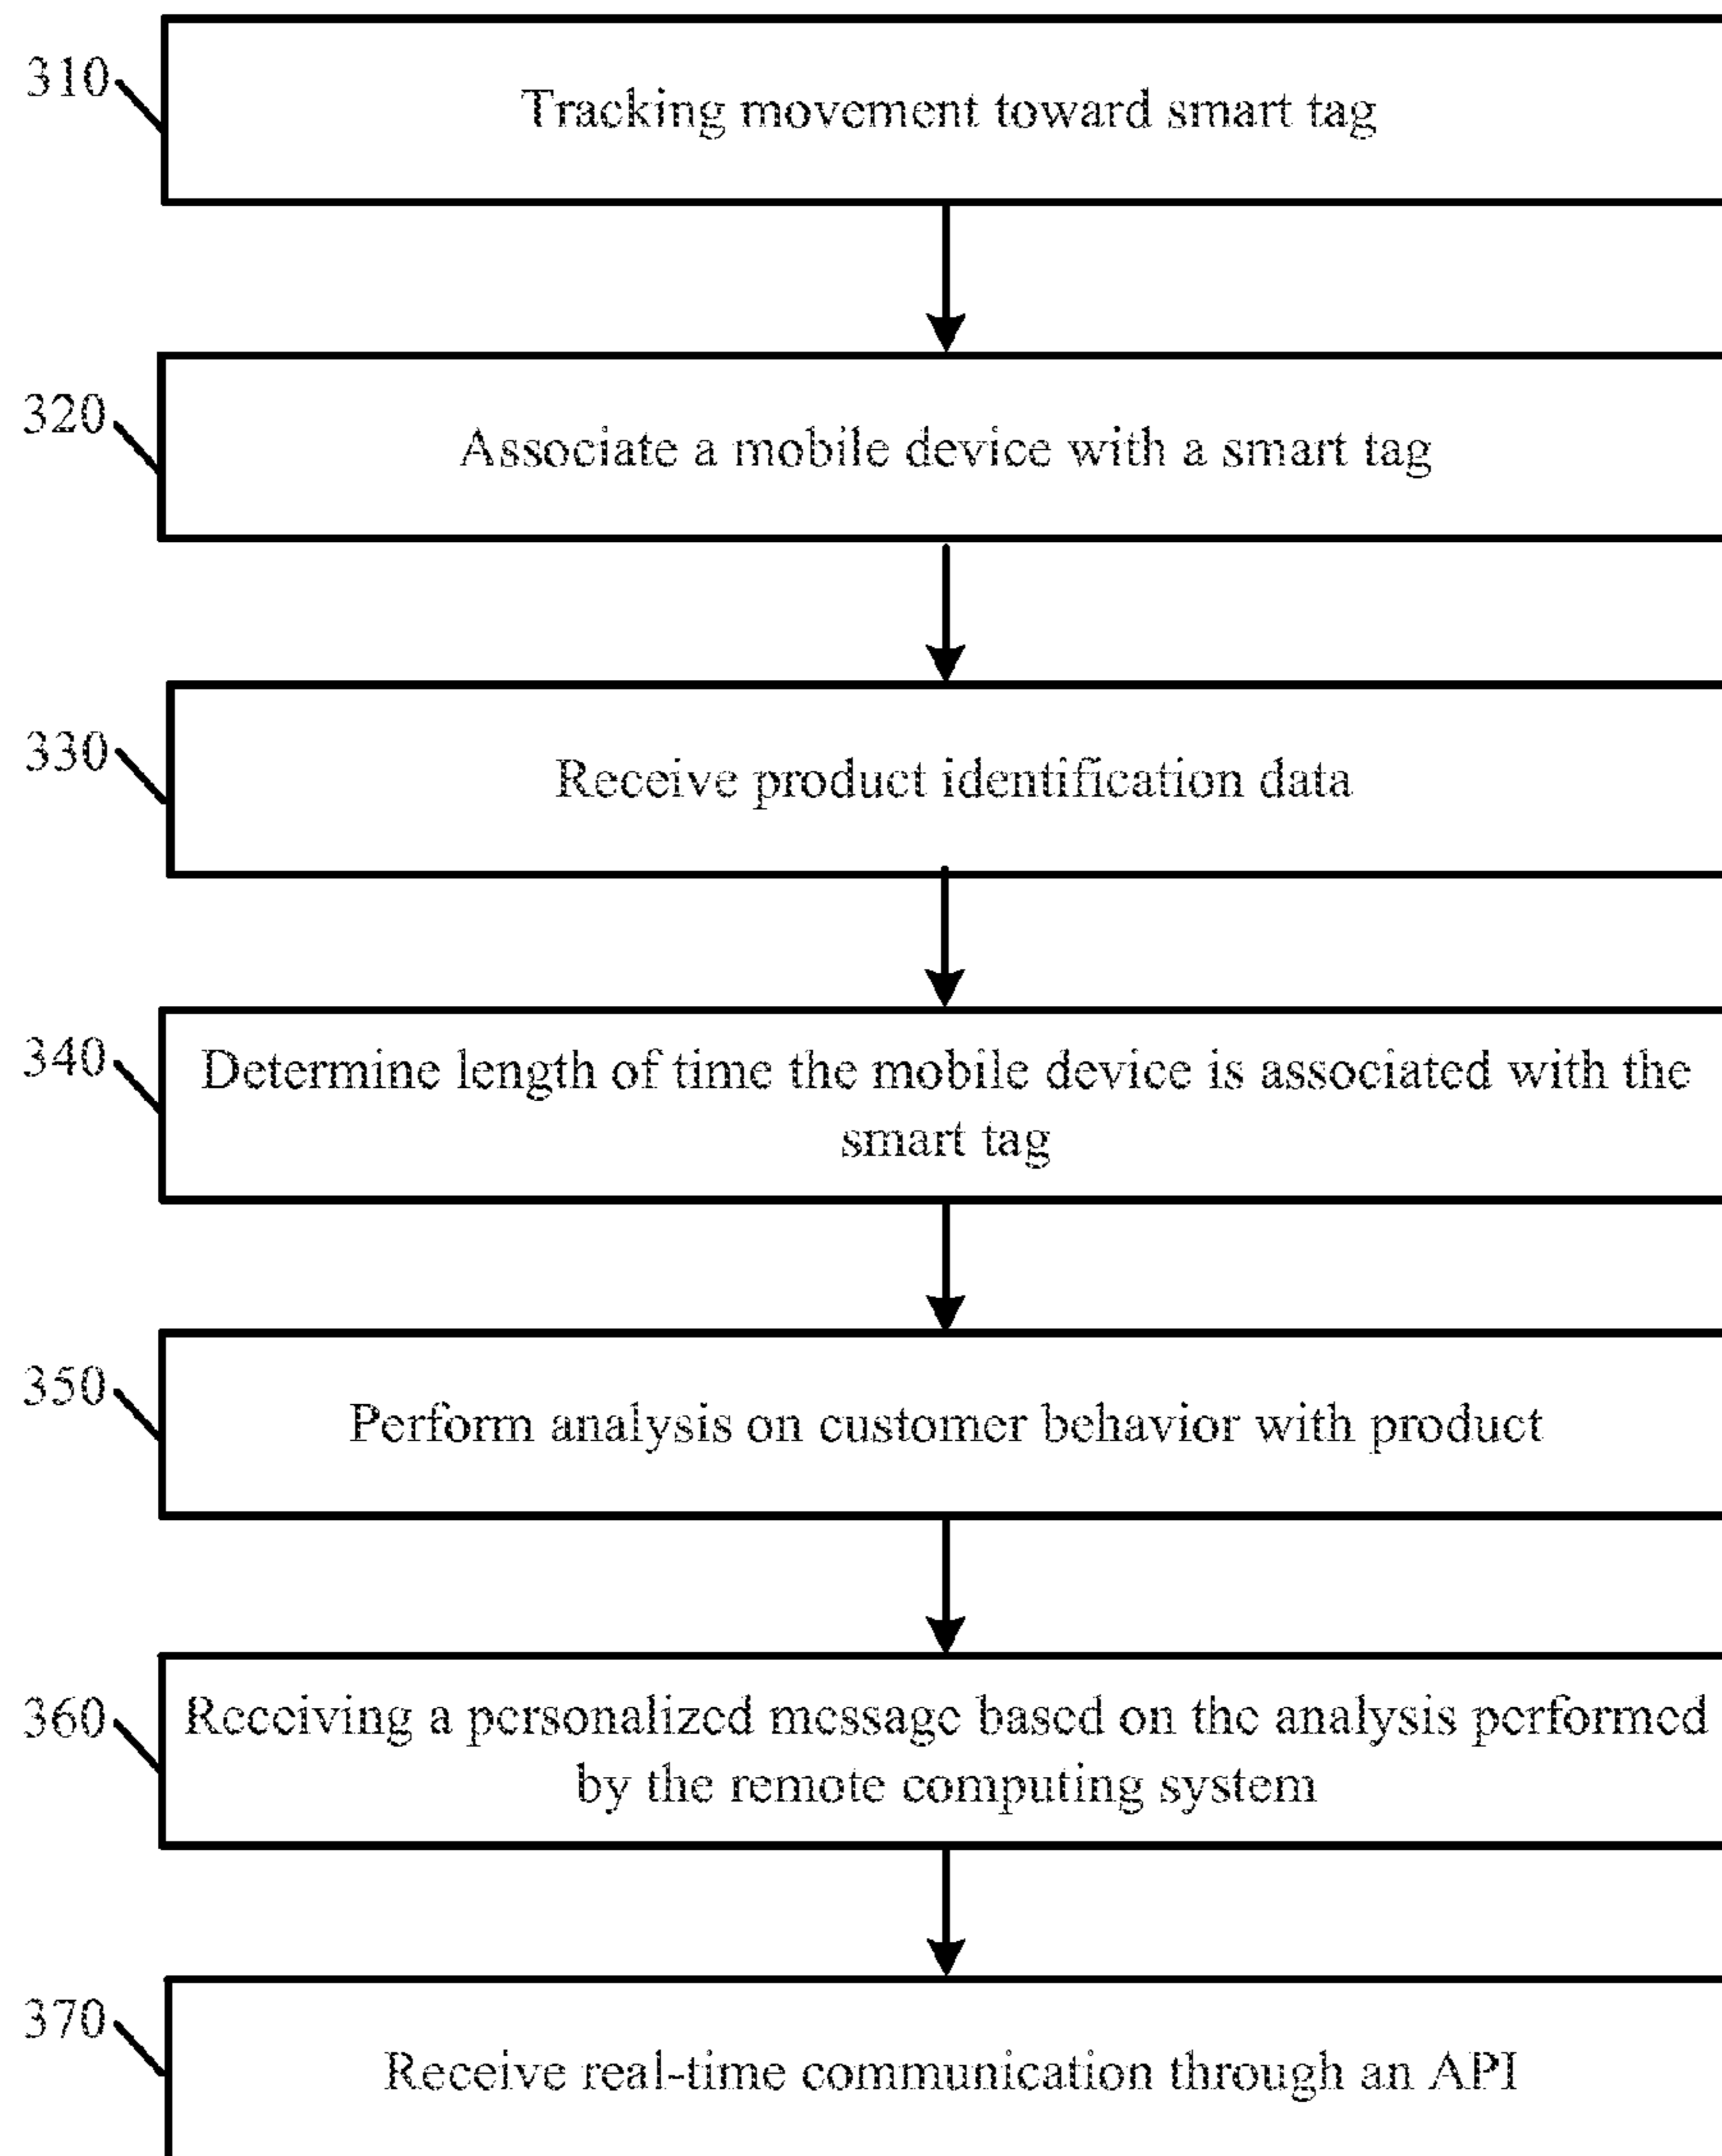 310
Tracking movement toward smart tag
320
Associate a mobile device with a smart tag
330
Receive product identification data
340
Determine length of time the mobile device is associated with the
smart tag
350
Perform analysis on customer behavior with product
360
Receiving a personalized message based on the analysis performed
by the remote computing system
370
Receive real-time communication through an API